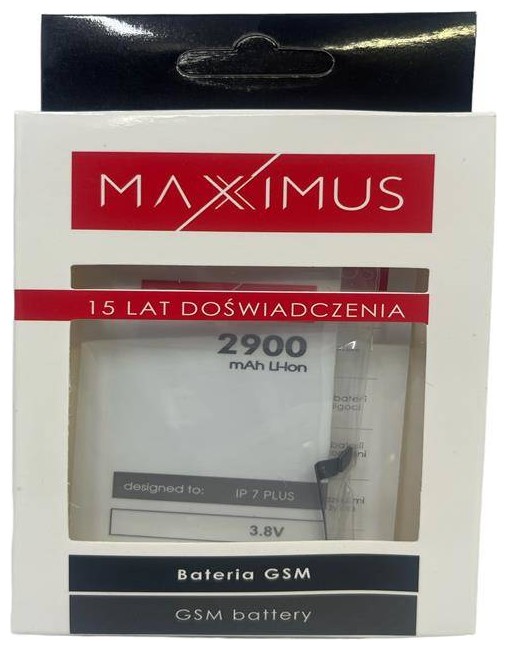 MAXXIMUS
15 LAT DOŚWIADCZENIA
2900
mAh Li-Ion
designed to: IP 7 PLUS
3.8V
Bateria GSM
GSM battery